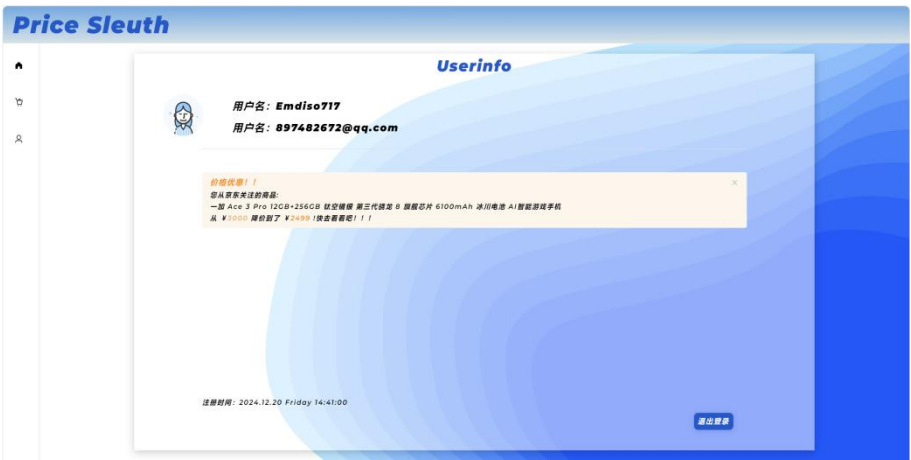 Price Sleuth
Userinfo
用户名：Emdiso717
用户名：897482672@qq.com
价格优惠！！
您从京东关注的商品:
一加 Ace 3 Pro 12GB+256GB 钛空镜银 第三代骁龙 8 旗舰芯片 6100mAh 冰川电池 AI智能游戏手机
从 ￥3000 降价到了 ￥2499 !快去看看吧！！！
注册时间：2024.12.20 Friday 14:41:00
退出登录